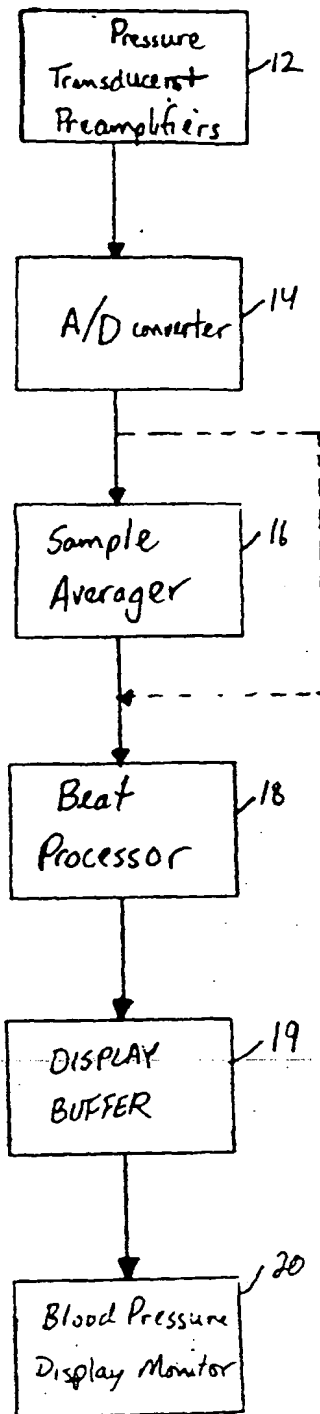 Pressure
Transducer +
Preamplifiers
12
A/D converter
14
Sample
Averager
16
Beat
Processor
18
DISPLAY
BUFFER
19
Blood Pressure
Display Monitor
20